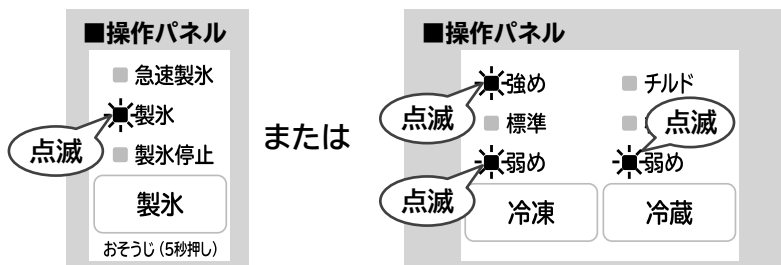 ■操作パネル
急速製氷
製氷
点滅
製氷停止
製氷
おそうじ(5秒押し)
または
■操作パネル
強め
チルド
点滅
標準
点滅
弱め
弱め
点滅
冷凍
冷蔵